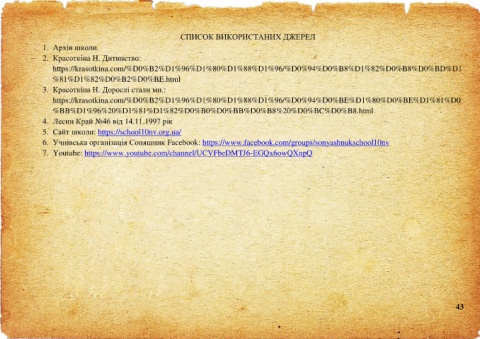 СПИСОК ВИКОРИСТАНИХ ДЖЕРЕЛ
1. Архів школи.
2. Красоткіна Н. Дитинство:
https://krasotkina.com/%D0%B2%D1%96%D1%80%D1%88%D1%96/%D0%94%D0%B8%D1%82%D0%B8%D0%BD%D1
%81%D1%82%D0%B2%D0%BE.html
3. Красоткіна Н. Дорослі стали ми.:
https://krasotkina.com/%D0%B2%D1%96%D1%80%D1%88%D1%96/%D0%94%D0%BE%D1%80%D0%BE%D1%81%D0
%BB%D1%96%20%D1%81%D1%82%D0%B0%D0%BB%D0%B8%20%D0%BC%D0%B8.html
4. Лесин Край №46 від 14.11.1997 рік
5. Сайт школи: https://school10nv.org.ua/
6. Учнівська організація Соняшник Facebook: https://www.facebook.com/groups/sonyashnukschool10nv
7. Youtube: https://www.youtube.com/channel/UCVFbeDMTJ6-EGQx6owQXnpQ
43